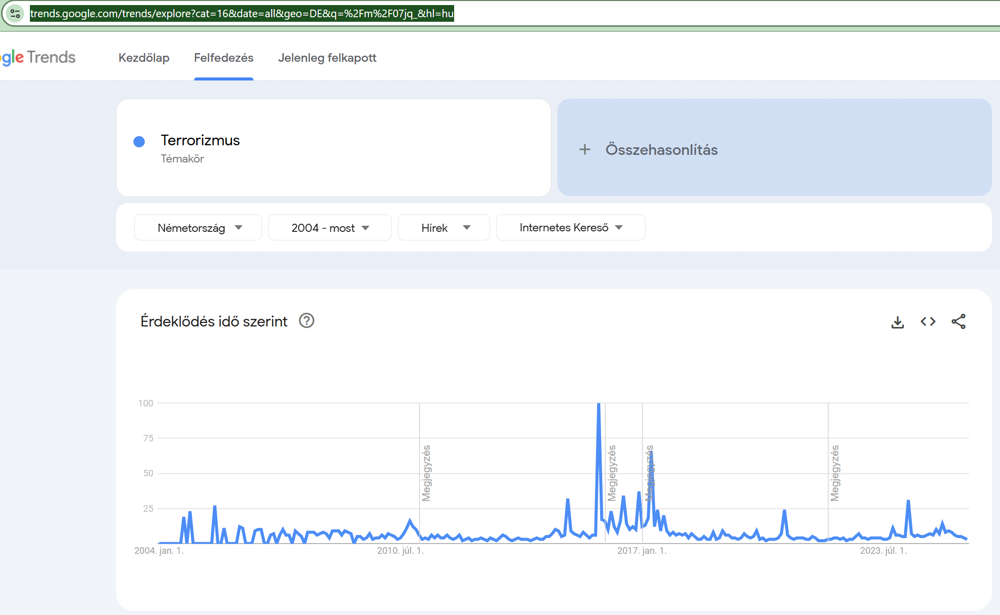 trends.google.com/trends/explore?cat=16&date=all&geo=DE&q=%2Fm%2F07jq_&hl=hu
gle Trends
Kezdőlap
Felfedezés
Jelenleg felkapott
Terrorizmus
Témakör
+ Összehasonlítás
Németország
2004 - most
Hírek
Internetes Kereső
Érdeklődés idő szerint
100
75
50
25
Megjegyzés
Megjegyzés
Megjegyzés
Megjegyzés
2004. jan. 1.
2010. júl. 1.
2017. jan. 1.
2023. júl. 1.